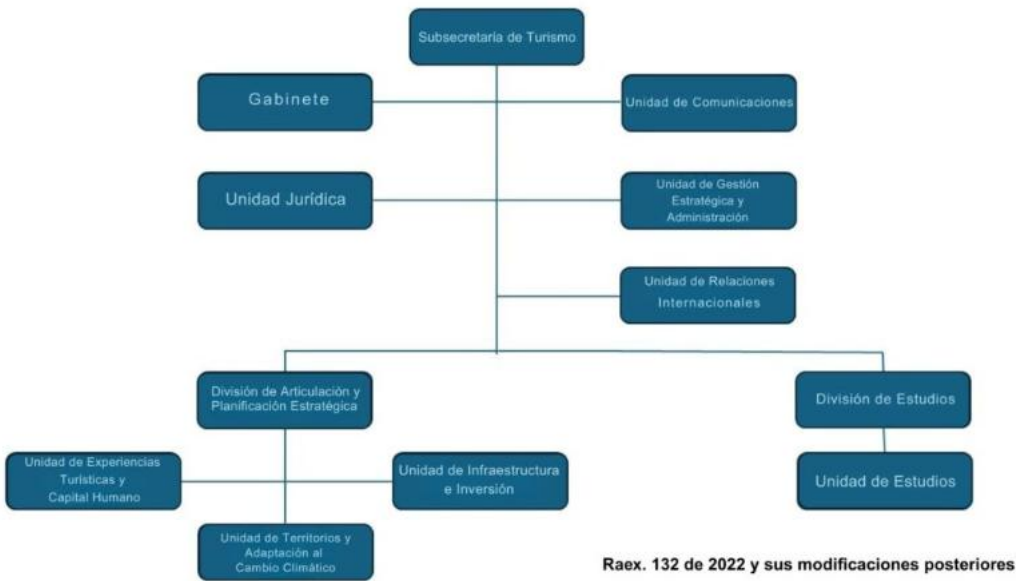 Subsecretaría de Turismo
Gabinete
Unidad de Comunicaciones
Unidad Jurídica
Unidad de Gestión
Estratégica y
Administración
Unidad de Relaciones
Internacionales
División de Articulación y
Planificación Estratégica
División de Estudios
Unidad de Experiencias
Turísticas y
Capital Humano
Unidad de Infraestructura
e Inversión
Unidad de Estudios
Unidad de Territorios y
Adaptación al
Cambio Climático
Raex. 132 de 2022 y sus modificaciones posteriores